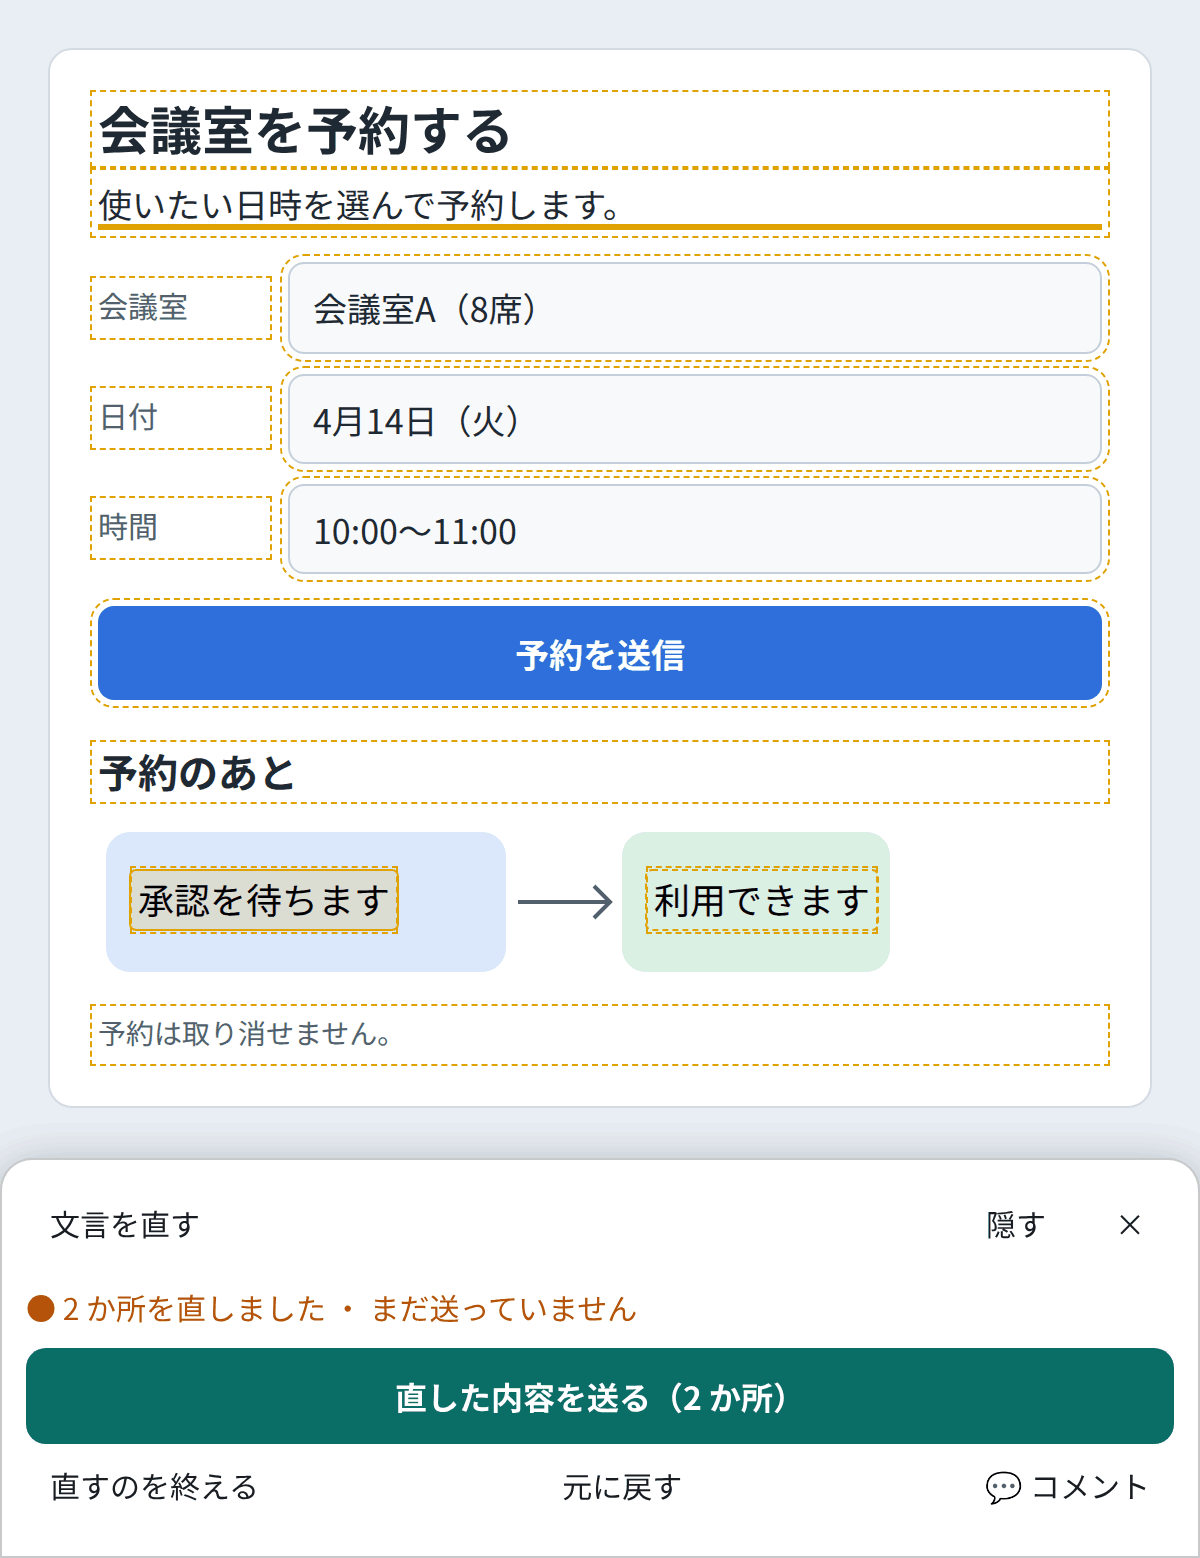 会議室を予約する
使いたい日時を選んで予約します。
会議室
会議室A（8席）
日付
4月14日（火）
時間
10:00〜11:00
予約を送信
予約のあと
承認を待ちます
利用できます
予約は取り消せません。
文言を直す
隠す
×
● 2 か所を直しました ・ まだ送っていません
直した内容を送る（2 か所）
直すのを終える
元に戻す
💬 コメント